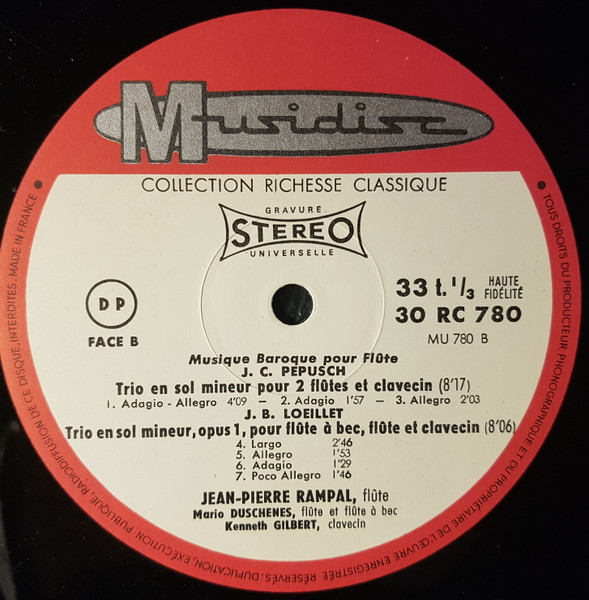 Musidisc
COLLECTION RICHESSE CLASSIQUE
GRAVURE
STEREO
UNIVERSELLE
DP
FACE B
33 t. 1/3 HAUTE FIDÉLITÉ
30 RC 780
MU 780 B
Musique Baroque pour Flûte
J. C. PEPUSCH
Trio en sol mineur pour 2 flûtes et clavecin (8'17)
1. Adagio - Allegro 4'09 - 2. Adagio 1'57 - 3. Allegro 2'03
J. B. LOEILLET
Trio en sol mineur, opus 1, pour flûte à bec, flûte et clavecin (8'06)
4. Largo 2'46
5. Allegro 1'53
6. Adagio 1'29
7. Poco Allegro 1'46
JEAN-PIERRE RAMPAL, flûte
Mario DUSCHENES, flûte et flûte à bec
Kenneth GILBERT, clavecin
• TOUS DROITS DU PRODUCTEUR PHONOGRAPHIQUE ET DU PROPRIÉTAIRE DE L'ŒUVRE ENREGISTRÉE RÉSERVÉS. DUPLICATION, EXÉCUTION PUBLIQUE, RADIODIFFUSION DE CE DISQUE, INTERDITES. MADE IN FRANCE •